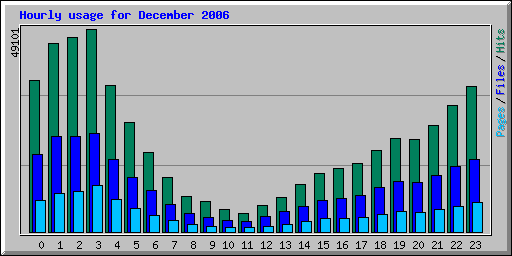 Hourly usage for December 2006
49101
Pages / Files / Hits
0 1 2 3 4 5 6 7 8 9 10 11 12 13 14 15 16 17 18 19 20 21 22 23